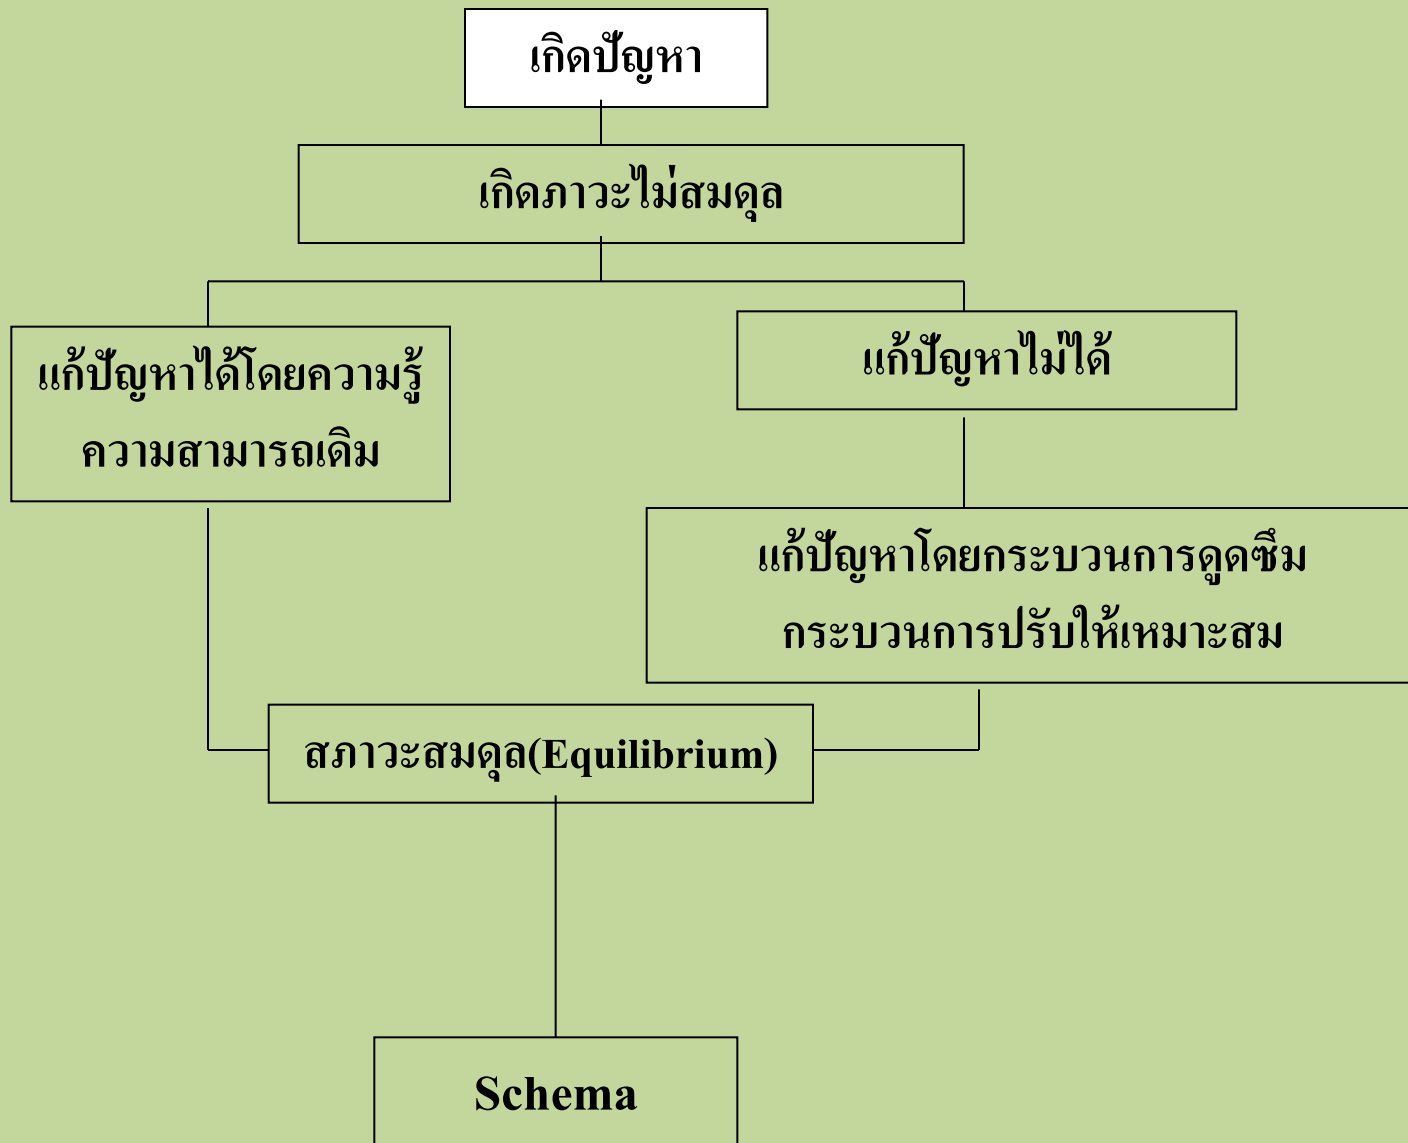 เกิดปัญหา
เกิดภาวะไม่สมดุล
แก้ปัญหาได้โดยความรู้
ความสามารถเดิม
แก้ปัญหาไม่ได้
แก้ปัญหาโดยกระบวนการดูดซึม
กระบวนการปรับให้เหมาะสม
สภาวะสมดุล(Equilibrium)
Schema